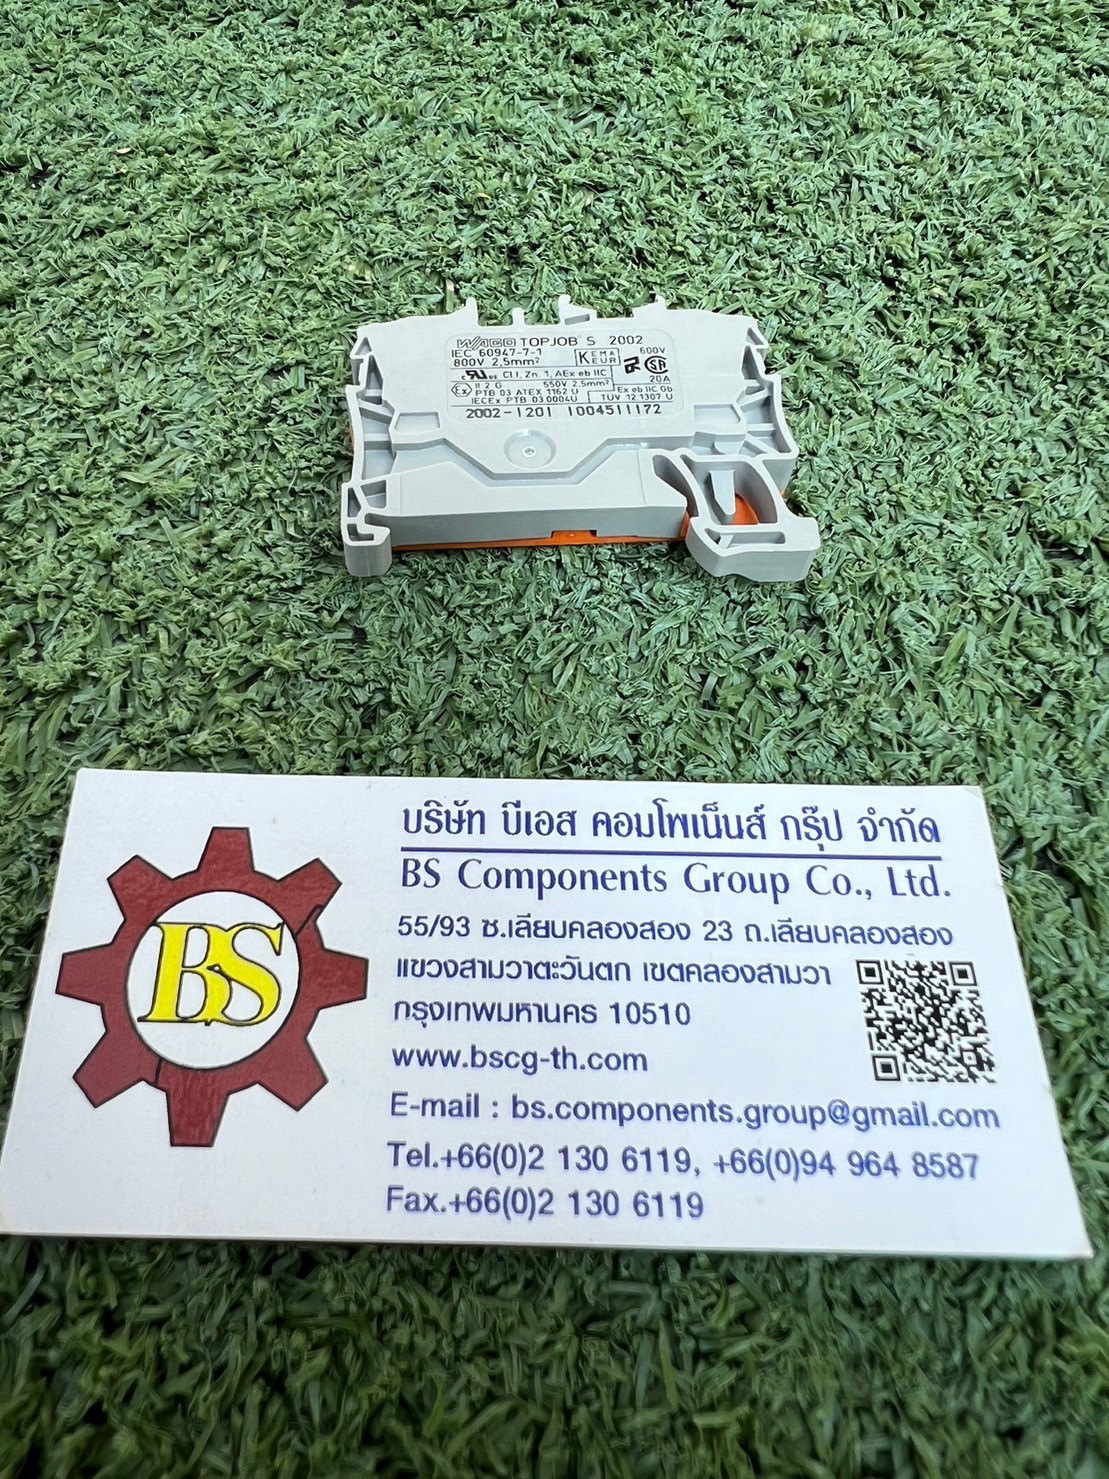 WAGO TOPJOB S 2002
IEC 60947-7-1
800V 2,5mm²
KEMA
KEUR
600V
20A
c RU us CL I, Zn. 1, AEx eb IIC
Ex II 2 G 550V 2.5mm²
PTB 03 ATEX 1162 U
IECEx PTB 03.0004U
Ex eb IIC Gb
TÜV 12.1307 U
2002-1201 1004511172
BS
บริษัท บีเอส คอมโพเน็นส์ กรุ๊ป จำกัด
BS Components Group Co., Ltd.
55/93 ซ.เลียบคลองสอง 23 ถ.เลียบคลองสอง
แขวงสามวาตะวันตก เขตคลองสามวา
กรุงเทพมหานคร 10510
www.bscg-th.com
E-mail : bs.components.group@gmail.com
Tel.+66(0)2 130 6119, +66(0)94 964 8587
Fax.+66(0)2 130 6119